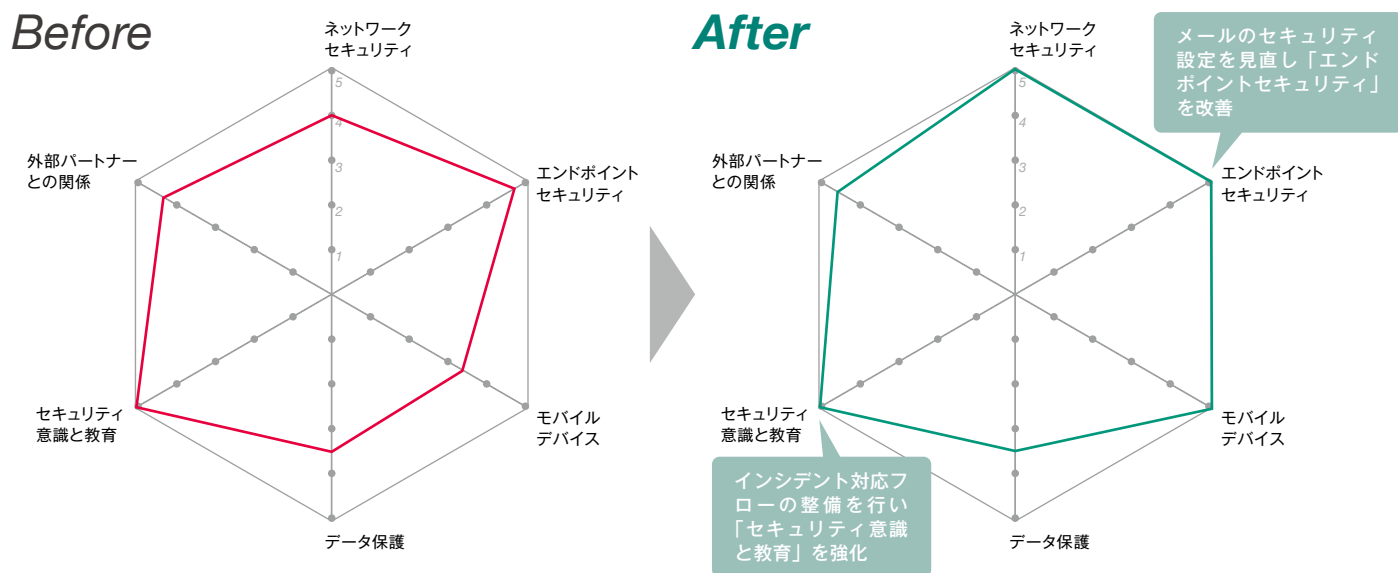 Before
ネットワーク
セキュリティ
5
4
3
2
1
外部パートナー
との関係
エンドポイント
セキュリティ
セキュリティ
意識と教育
モバイル
デバイス
データ保護
After
ネットワーク
セキュリティ
5
4
3
2
1
メールのセキュリティ
設定を見直し「エンド
ポイントセキュリティ」
を改善
外部パートナー
との関係
エンドポイント
セキュリティ
セキュリティ
意識と教育
モバイル
デバイス
インシデント対応フ
ローの整備を行い
「セキュリティ意識
と教育」を強化
データ保護